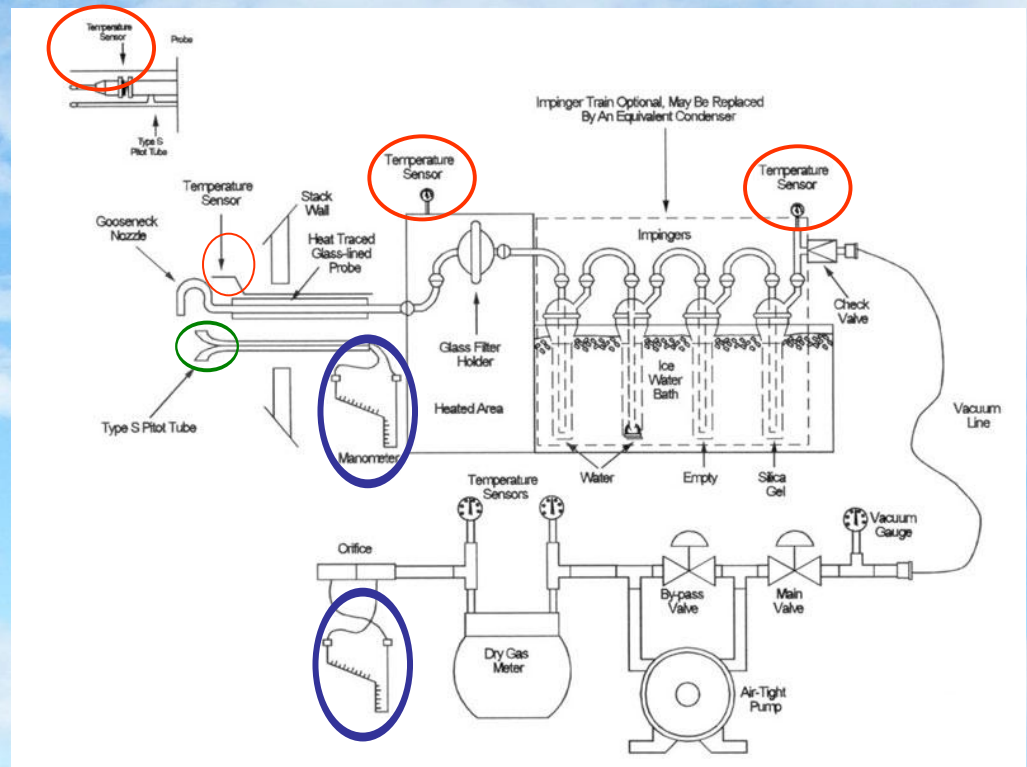 Temperature
Sensor
Probe
Type S
Pitot Tube
Impinger Train Optional, May Be Replaced
By An Equivalent Condenser
Temperature
Sensor
Temperature
Sensor
Temperature
Sensor
Stack
Wall
Gooseneck
Nozzle
Heat Traced
Glass-lined
Probe
Impingers
Check
Valve
Glass Filter
Holder
Ice
Water
Bath
Heated Area
Type S Pitot Tube
Vacuum
Line
Manometer
Water
Empty
Silica
Gel
Temperature
Sensors
Vacuum
Gauge
Orifice
By-pass
Valve
Main
Valve
Dry Gas
Meter
Air-Tight
Pump